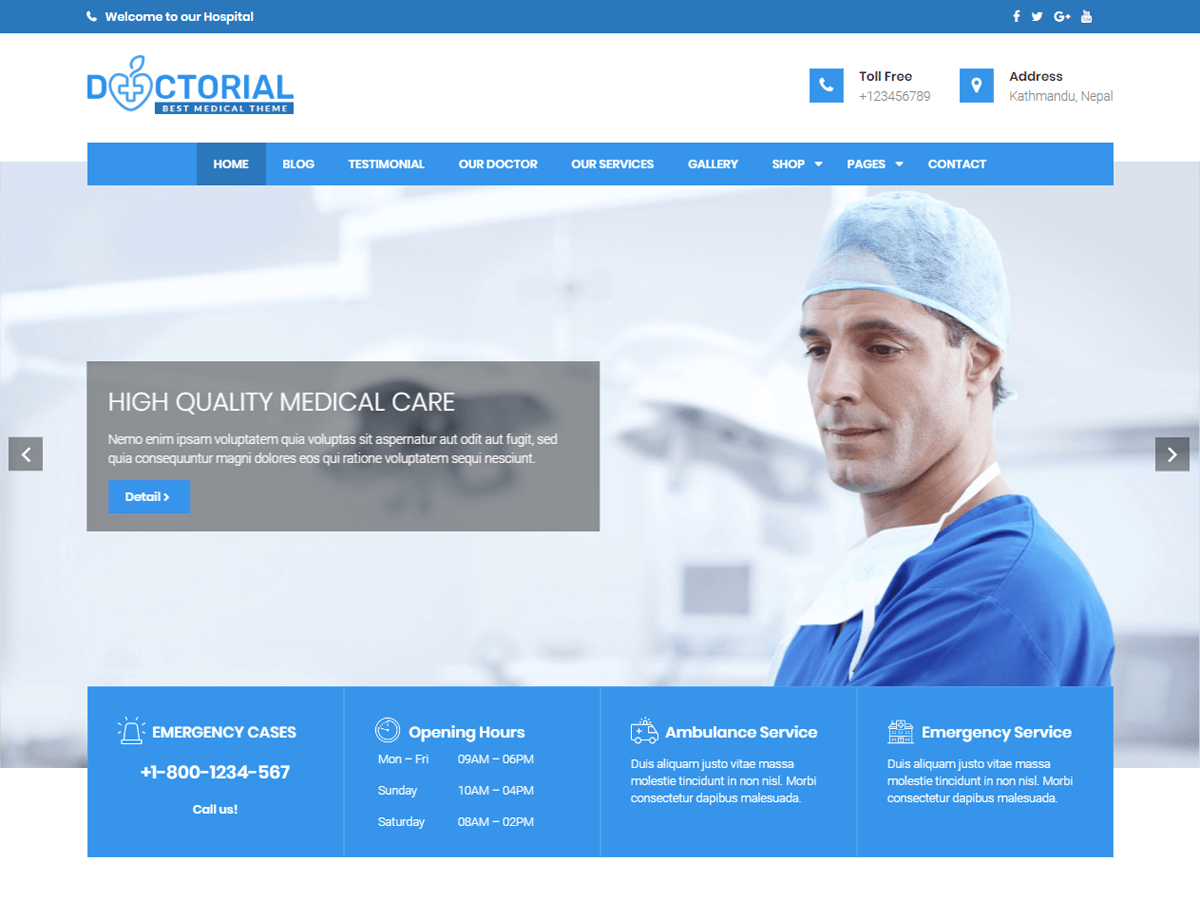 Welcome to our Hospital
G+
You
DOCTORIAL
BEST MEDICAL THEME
Toll Free
+123456789
Address
Kathmandu, Nepal
HOME BLOG TESTIMONIAL OUR DOCTOR OUR SERVICES GALLERY SHOP PAGES CONTACT
HIGH QUALITY MEDICAL CARE
Nemo enim ipsam voluptatem quia voluptas sit aspernatur aut odit aut fugit, sed
quia consequuntur magni dolores eos qui ratione voluptatem sequi nesciunt.
Detail
EMERGENCY CASES
+1-800-1234-567
Call us!
Opening Hours
Mon – Fri 09AM – 06PM
Sunday 10AM – 04PM
Saturday 08AM – 02PM
Ambulance Service
Duis aliquam justo vitae massa
molestie tincidunt in non nisl. Morbi
consectetur dapibus malesuada.
Emergency Service
Duis aliquam justo vitae massa
molestie tincidunt in non nisl. Morbi
consectetur dapibus malesuada.